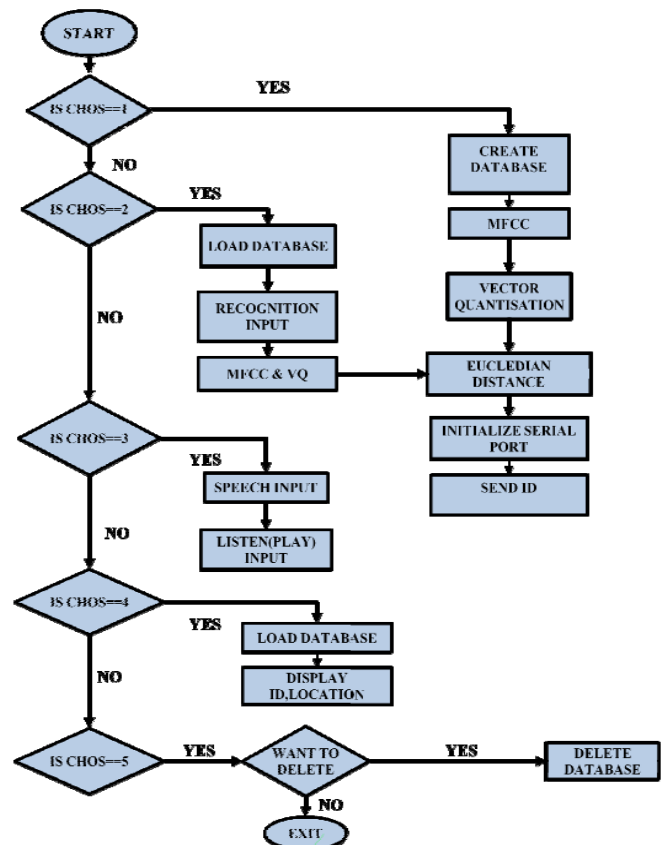 START
YES
IS CHOS==1
CREATE
DATABASE
NO
YES
IS CHOS==2
MFCC
LOAD DATABASE
VECTOR
QUANTISATION
RECOGNITION
INPUT
NO
EUCLEDIAN
DISTANCE
MFCC & VQ
INITIALIZE SERIAL
PORT
IS CHOS==3
YES
SPEECH INPUT
SEND ID
LISTEN(PLAY)
INPUT
NO
IS CHOS==4
YES
LOAD DATABASE
NO
DISPLAY
ID,LOCATION
IS CHOS==5
YES
WANT TO
DELETE
YES
DELETE
DATABASE
NO
EXIT